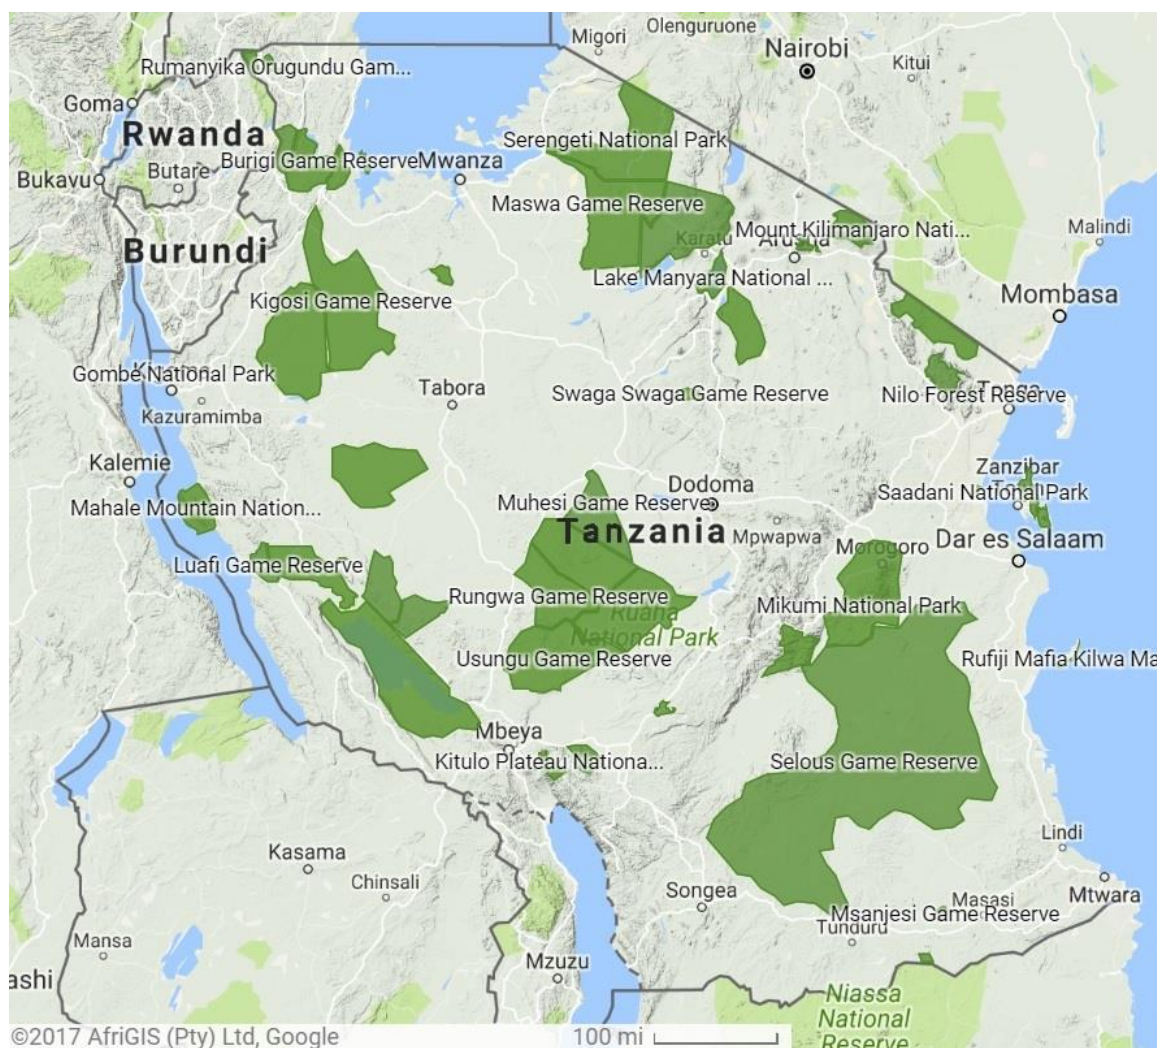 Olenguruone
Migori
Nairobi
Kitui
Rumanyika Orugundu Gam...
Goma
Rwanda
Serengeti National Park
Burigi Game Reserve
Mwanza
Bukavu
Butare
Maswa Game Reserve
Malindi
Mount Kilimanjaro Nati...
Karatu
Arusha
Burundi
Lake Manyara National ...
Kigosi Game Reserve
Mombasa
Gombe National Park
Tabora
Swaga Swaga Game Reserve
Nilo Forest Reserve
Kazuramimba
Kalemie
Zanzibar
Dodoma
Saadani National Park
Muhesi Game Reserve
Mahale Mountain Nation...
Tanzania
Mpwapwa
Dar es Salaam
Morogoro
Luafi Game Reserve
Rungwa Game Reserve
Mikumi National Park
Ruaha
National Park
Usungu Game Reserve
Rufiji Mafia Kilwa Ma
Mbeya
Kitulo Plateau Nationa...
Selous Game Reserve
Lindi
Kasama
Chinsali
Songea
Masasi
Mtwara
Msanjesi Game Reserve
Tunduru
Mansa
Mzuzu
ashi
Niassa
National
Reserve
©2017 AfriGIS (Pty) Ltd, Google
100 mi